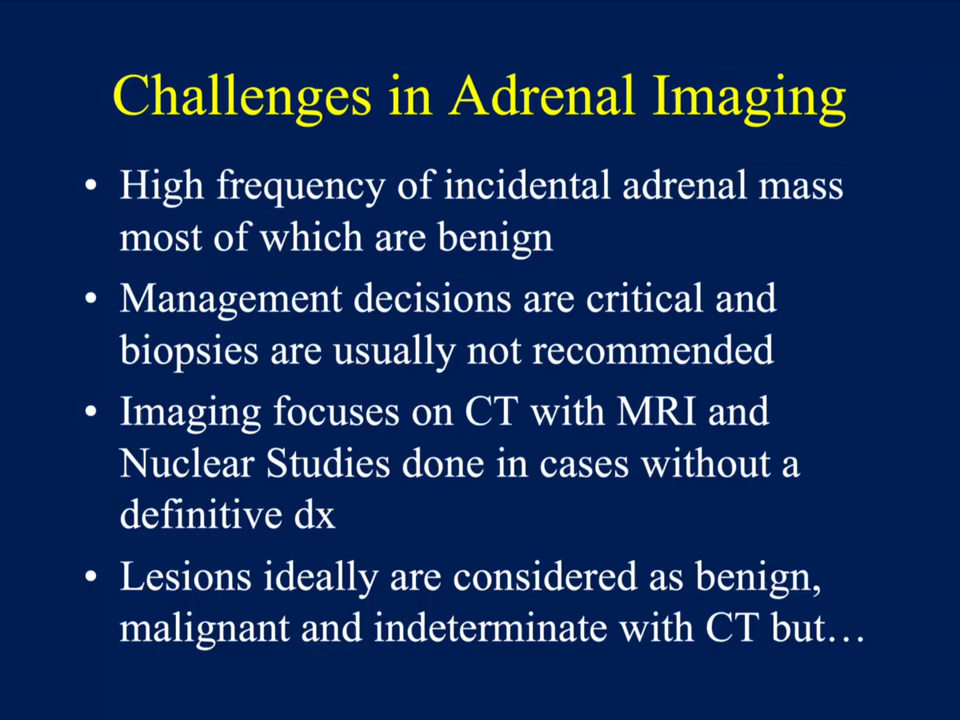 Challenges in Adrenal Imaging
• High frequency of incidental adrenal mass
most of which are benign
• Management decisions are critical and
biopsies are usually not recommended
• Imaging focuses on CT with MRI and
Nuclear Studies done in cases without a
definitive dx
• Lesions ideally are considered as benign,
malignant and indeterminate with CT but…